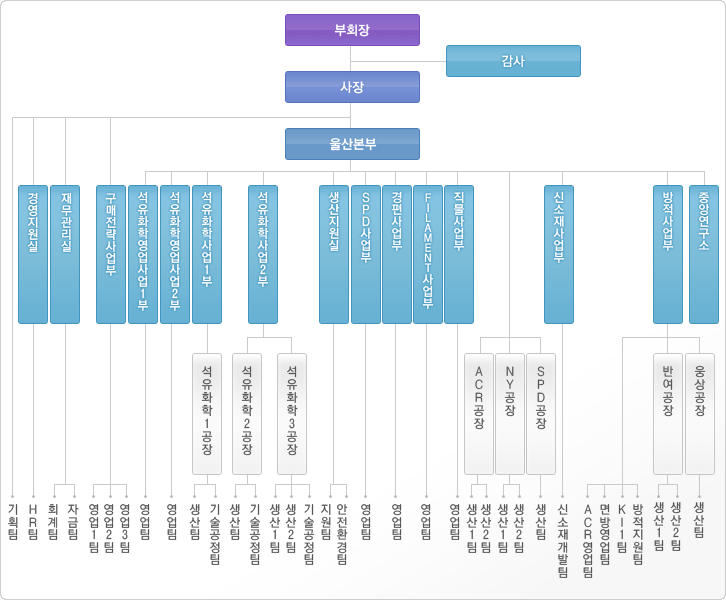 부회장
감사
사장
울산본부
경영지원실
재무관리실
구매전략사업부
석유화학영업사업1부
석유화학영업사업2부
석유화학사업1부
석유화학사업2부
생산지원실
SPD사업부
경편사업부
FILAMENT사업부
직물사업부
신소재사업부
방적사업부
중앙연구소
석유화학1공장
석유화학2공장
석유화학3공장
ACR공장
NY공장
SPD공장
반여공장
웅상공장
기획팀
HR팀
회계팀
자금팀
영업1팀
영업2팀
영업3팀
영업팀
영업팀
생산팀
기술공정팀
생산팀
기술공정팀
생산1팀
생산2팀
기술공정팀
지원팀
안전환경팀
영업팀
영업팀
영업팀
영업팀
생산1팀
생산2팀
생산1팀
생산2팀
생산팀
신소재개발팀
ACR영업팀
면방영업팀
KI1팀
방적지원팀
생산1팀
생산2팀
생산팀